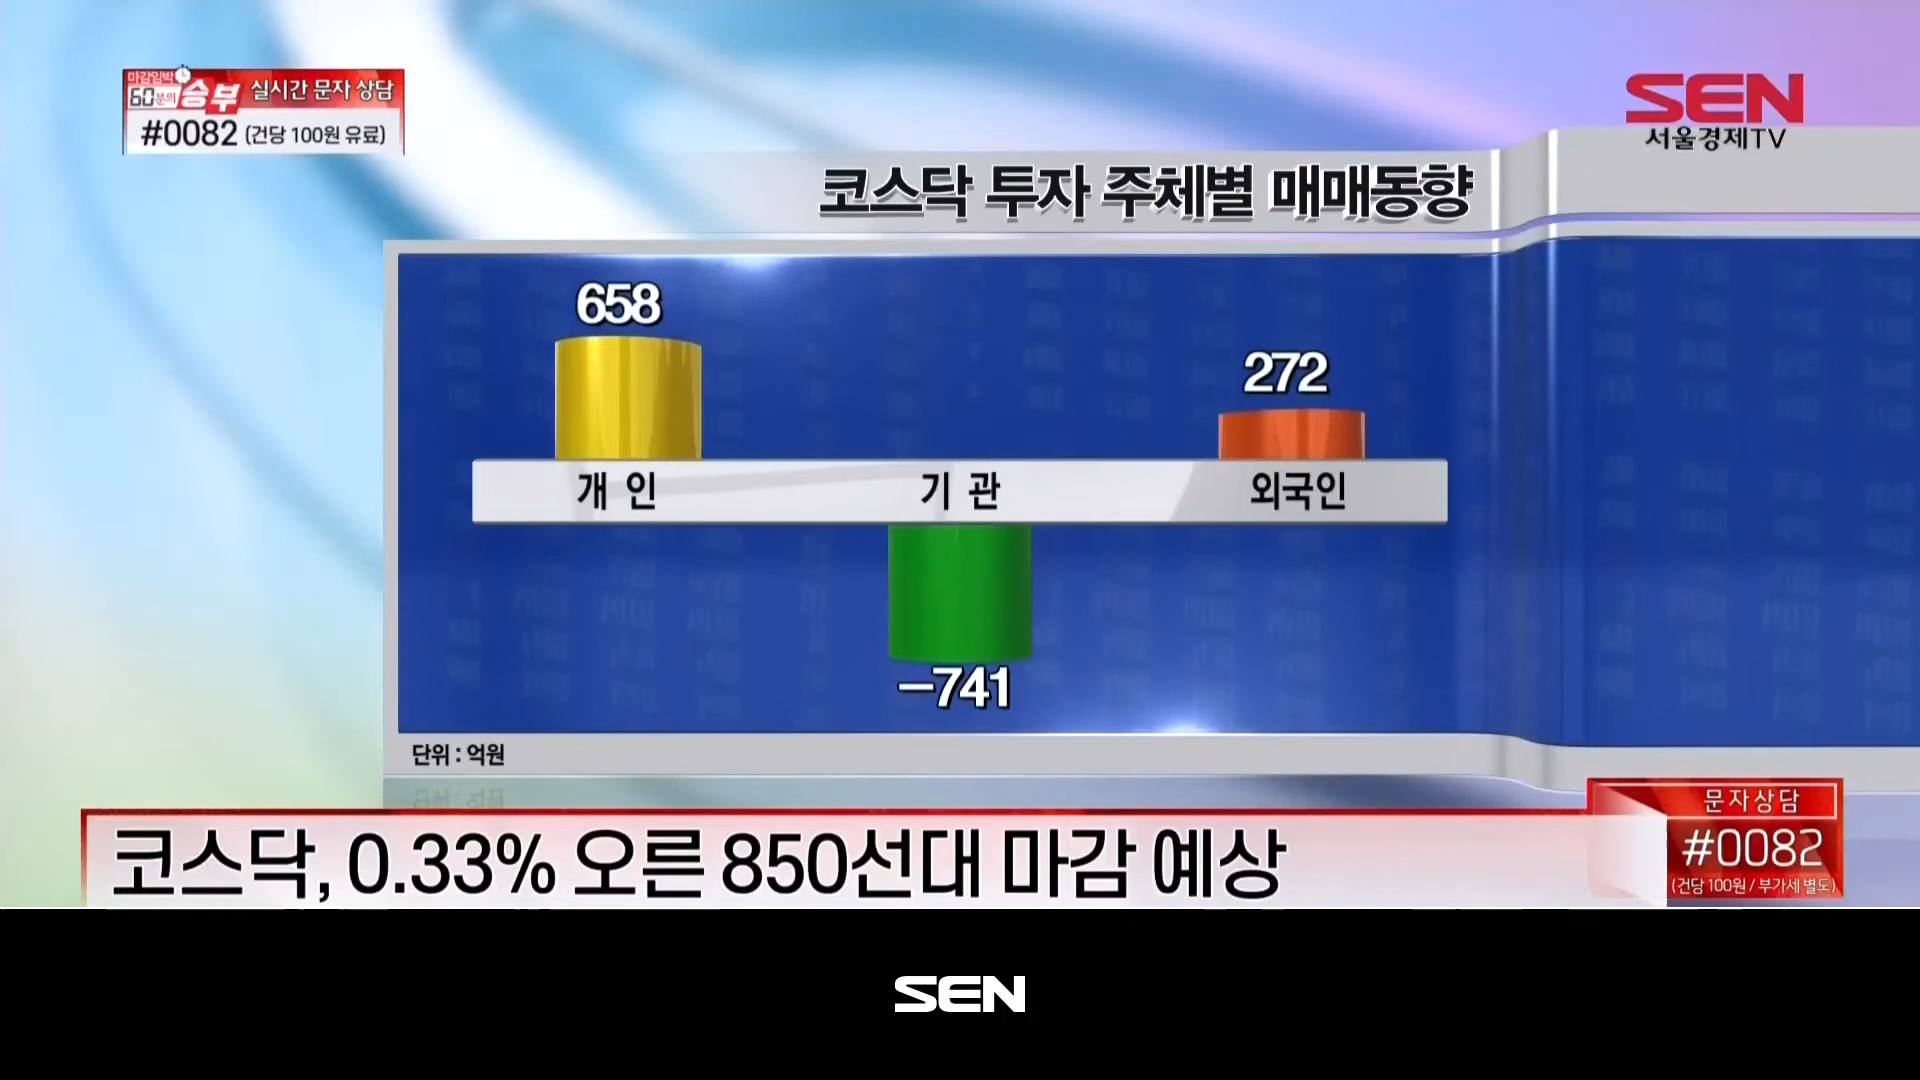 마감임박
60분의 승부 실시간 문자 상담
#0082 (건당 100원 유료)
SEN
서울경제TV
코스닥 투자 주체별 매매동향
658
272
개 인 기 관 외국인
-741
단위 : 억원
코스닥, 0.33% 오른 850선대 마감 예상
문자상담
#0082
(건당 100원 / 부가세 별도)
SEN